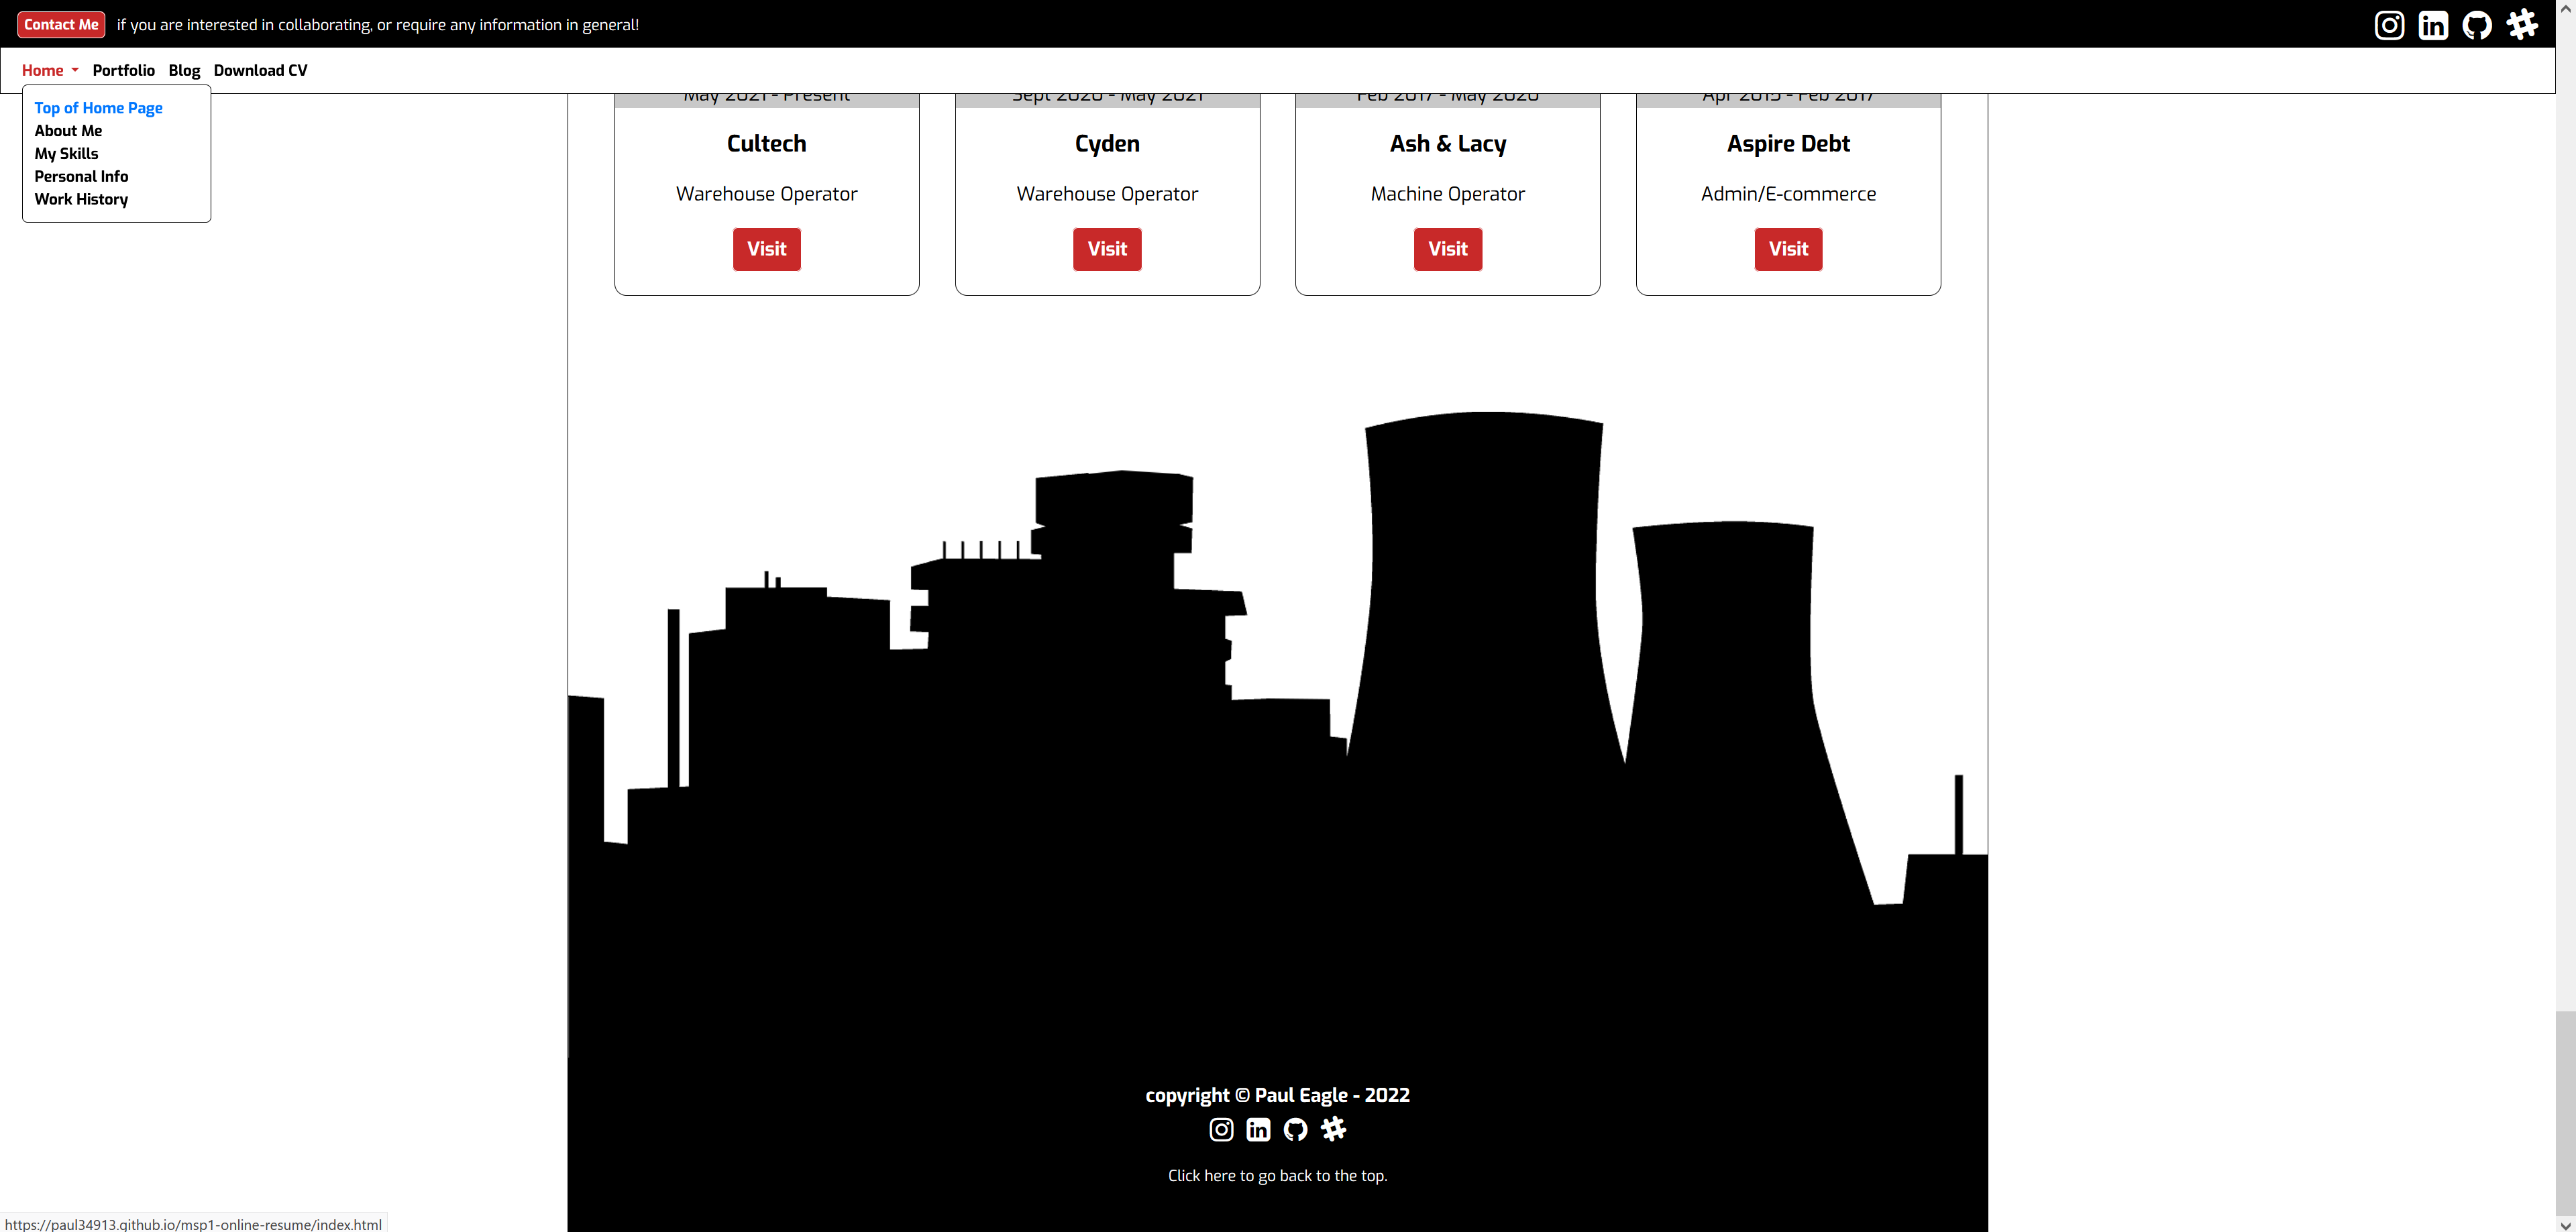 Contact Me if you are interested in collaborating, or require any information in general!
Home Portfolio Blog Download CV
Top of Home Page
About Me
My Skills
Personal Info
Work History
May 2021 - Present Sept 2020 - May 2021 Feb 2017 - May 2020 Apr 2015 - Feb 2017
Cultech Cyden Ash & Lacy Aspire Debt
Warehouse Operator Warehouse Operator Machine Operator Admin/E-commerce
Visit Visit Visit Visit
copyright © Paul Eagle - 2022
Click here to go back to the top.
https://paul34913.github.io/msp1-online-resume/index.html